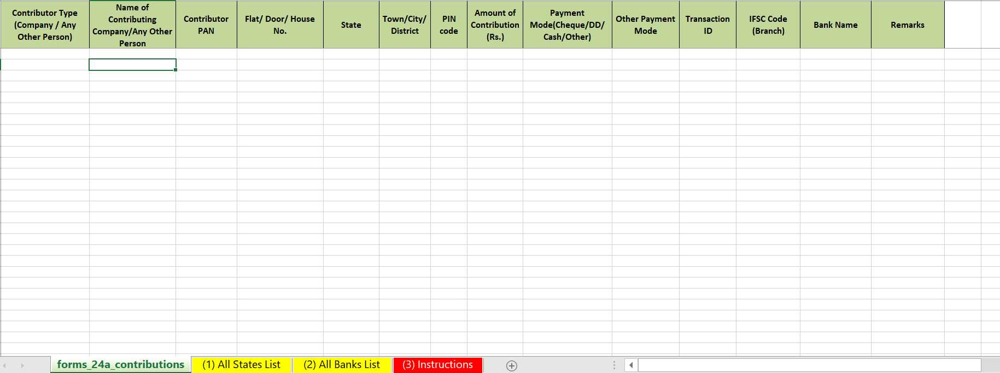 Contributor Type
(Company / Any
Other Person)
Name of
Contributing
Company/Any Other
Person
Contributor
PAN
Flat/ Door/ House
No.
State
Town/City/
District
PIN
code
Amount of
Contribution
(Rs.)
Payment
Mode(Cheque/DD/
Cash/Other)
Other Payment
Mode
Transaction
ID
IFSC Code
(Branch)
Bank Name
Remarks
forms_24a_contributions
(1) All States List
(2) All Banks List
(3) Instructions